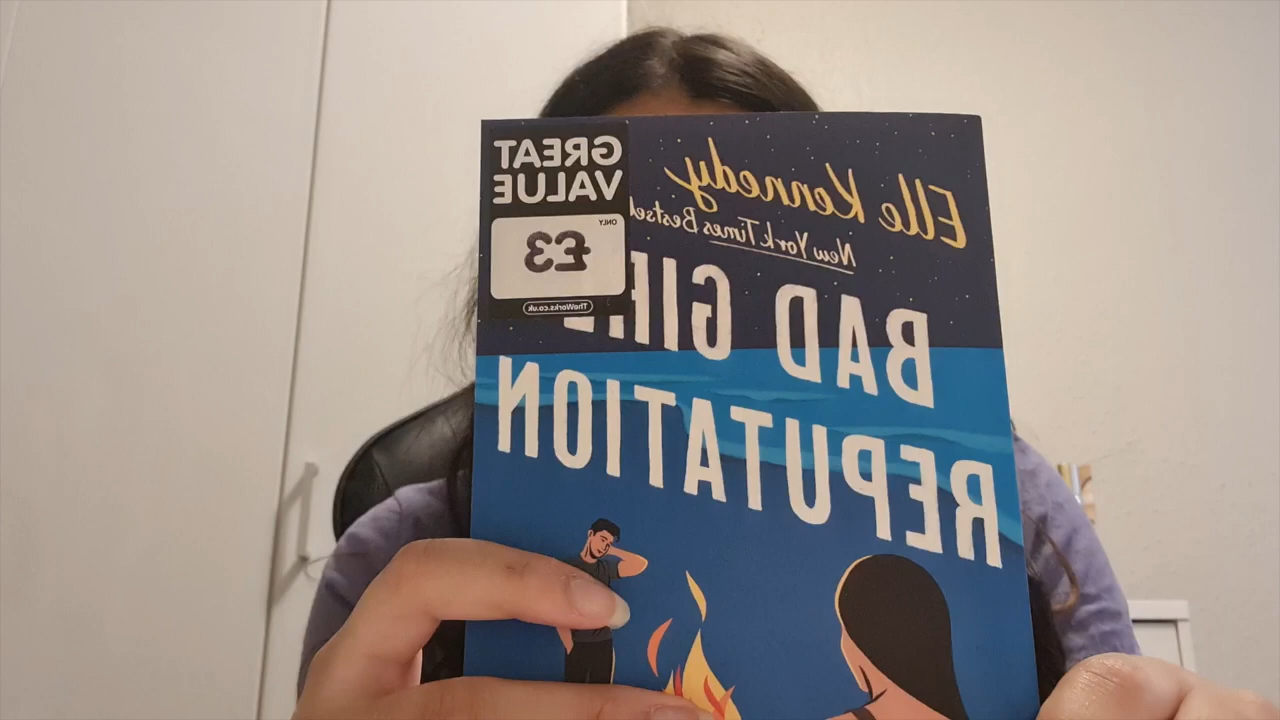 GREAT
VALUE
ONLY
£3
TheWorks.co.uk
Elle Kennedy
New York Times
BAD
REPUTATION